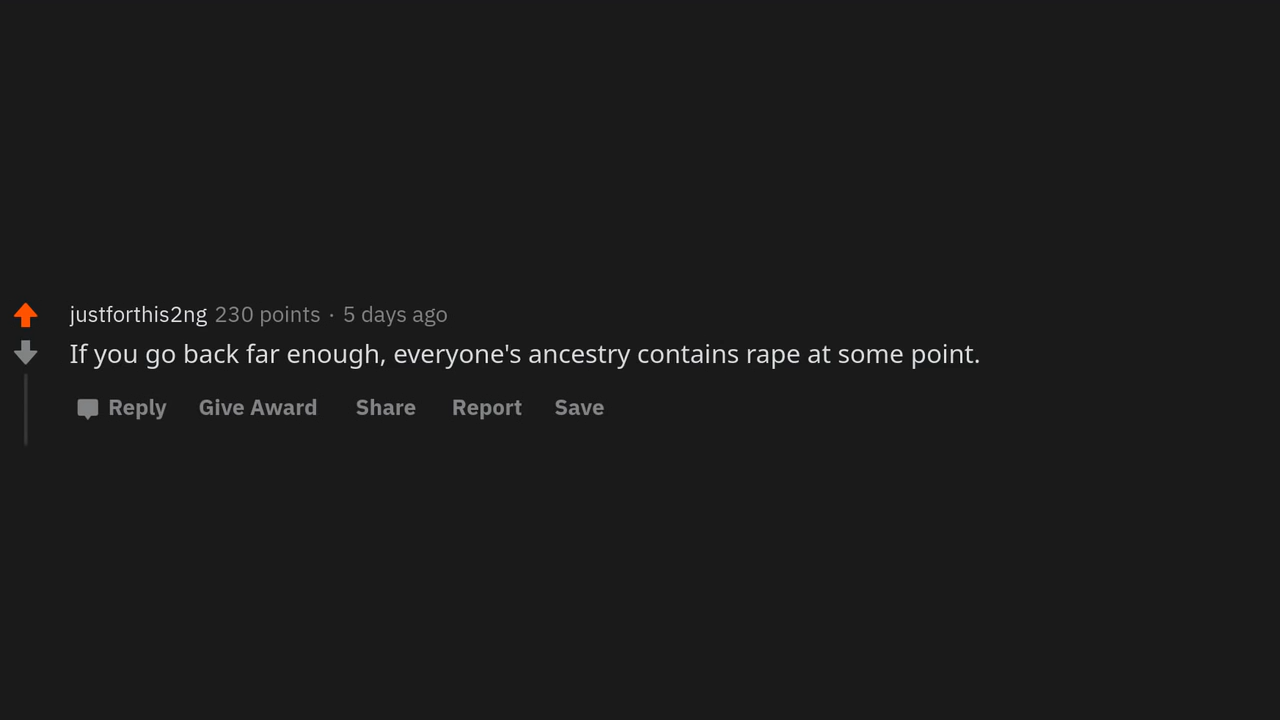 justforthis2ng 230 points · 5 days ago
If you go back far enough, everyone's ancestry contains rape at some point.
Reply Give Award Share Report Save